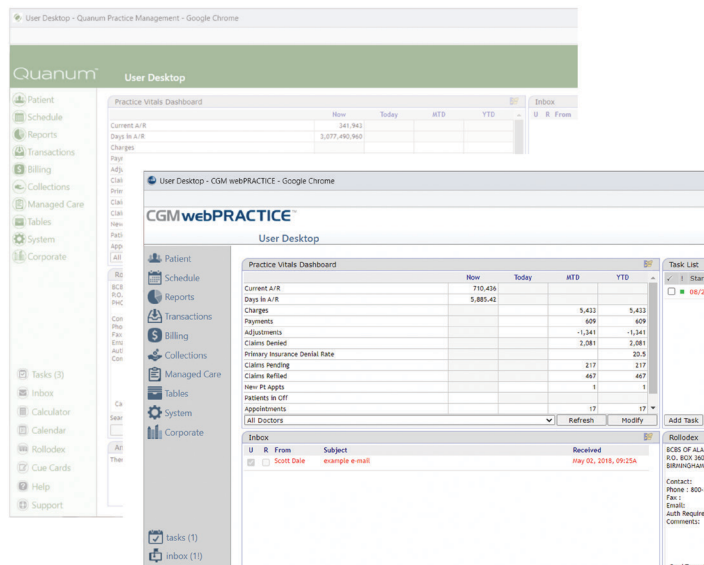 User Desktop - Quanum Practice Management - Google Chrome
Quanum™
User Desktop
Patient
Schedule
Reports
Transactions
Billing
Collections
Managed Care
Tables
System
Corporate
Tasks (3)
Inbox
Calculator
Calendar
Rollodex
Cue Cards
Help
Support
Practice Vitals Dashboard
Now Today MTD YTD
Current A/R 341,943
Days in A/R 3,077,490,960
Charges
Inbox
U R From
User Desktop - CGM webPRACTICE - Google Chrome
CGM webPRACTICE™
User Desktop
Patient
Schedule
Reports
Transactions
Billing
Collections
Managed Care
Tables
System
Corporate
tasks (1)
inbox (1!)
Practice Vitals Dashboard
Now Today MTD YTD
Current A/R 710,436
Days in A/R 5,885.42
Charges 5,433 5,433
Payments 609 609
Adjustments -1,341 -1,341
Claims Denied 2,081 2,081
Primary Insurance Denial Rate 20.5
Claims Pending 217 217
Claims Refiled 467 467
New Pt Appts 1 1
Patients in Off
Appointments 17 17
All Doctors Refresh Modify
Inbox
U R From Subject Received
Scott Dale example e-mail May 02, 2018, 09:25A
Task List
! Star
08/2
Add Task
Rollodex
BCBS OF ALA
P.O. BOX 360
BIRMINGHAM
Contact:
Phone : 800-
Fax :
Email:
Auth Require
Comments: